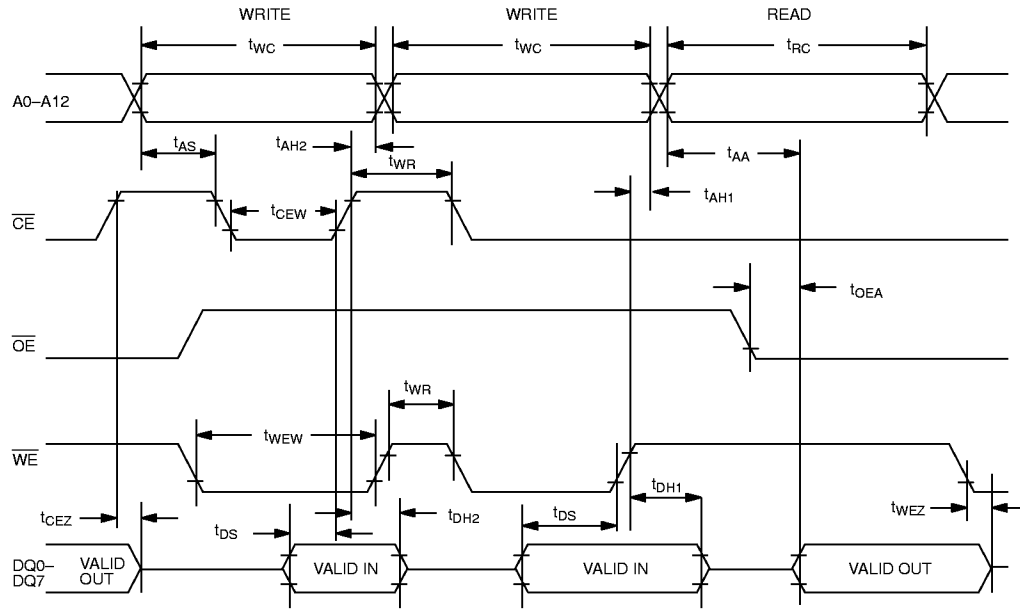 WRITE WRITE READ
tWC tWC tRC
A0–A12
tAS tAH2 tWR tAA
tAH1
tCEW
CE
tOEA
OE
tWR
tWEW
WE
tDH1
tCEZ tDS tDH2 tDS tWEZ
DQ0–
DQ7
VALID
OUT
VALID IN VALID IN VALID OUT